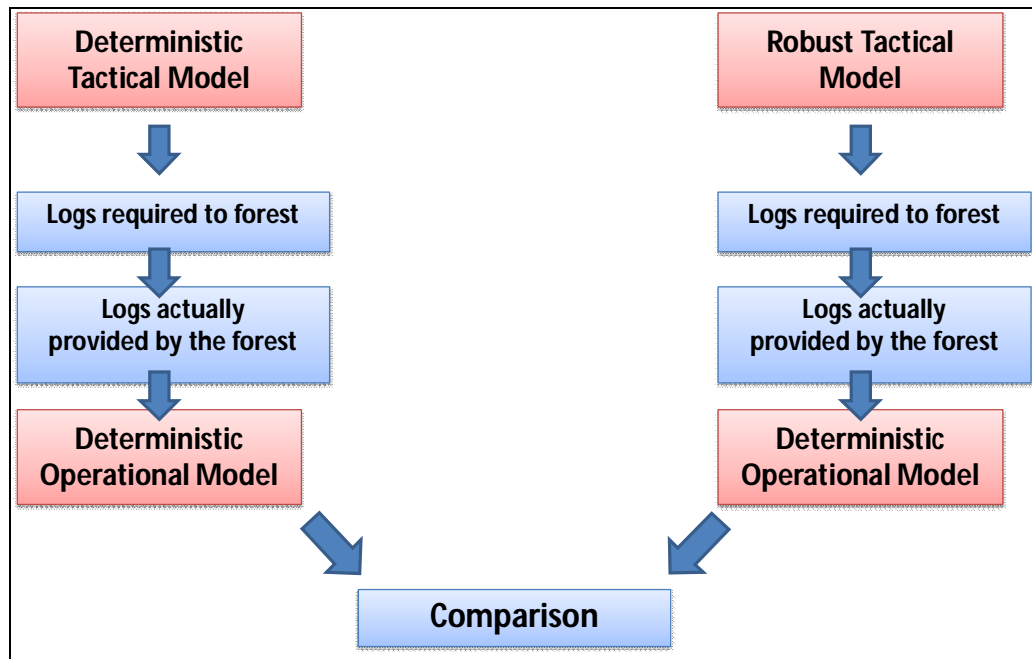 Deterministic
Tactical Model
Logs required to forest
Logs actually
provided by the forest
Deterministic
Operational Model
Robust Tactical
Model
Logs required to forest
Logs actually
provided by the forest
Deterministic
Operational Model
Comparison